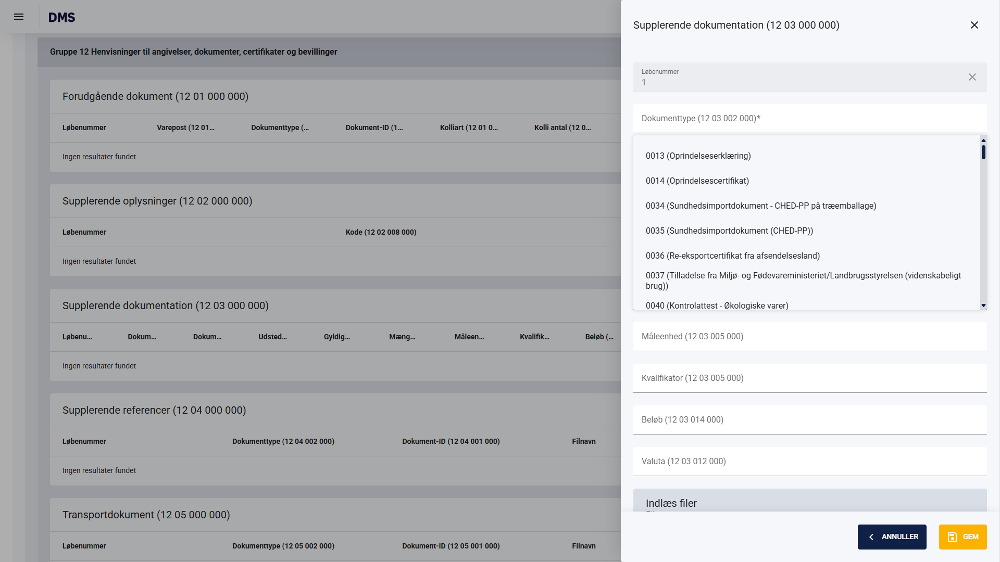 DMS
Gruppe 12 Henvisninger til angivelser, dokumenter, certifikater og bevillinger
Forudgående dokument (12 01 000 000)
Løbenummer Varepost (12 01... Dokumenttype (... Dokument-ID (1... Kolliart (12 01 0... Kolli antal (12 0...
Ingen resultater fundet
Supplerende oplysninger (12 02 000 000)
Løbenummer Kode (12 02 008 000)
Ingen resultater fundet
Supplerende dokumentation (12 03 000 000)
Løbenu... Dokum... Dokum... Udsted... Gyldig... Mæng... Måleen... Kvalifik... Beløb (...
Ingen resultater fundet
Supplerende referencer (12 04 000 000)
Løbenummer Dokumenttype (12 04 002 000) Dokument-ID (12 04 001 000) Filnavn
Ingen resultater fundet
Transportdokument (12 05 000 000)
Løbenummer Dokumenttype (12 05 002 000) Dokument-ID (12 05 001 000) Filnavn
Supplerende dokumentation (12 03 000 000)
Løbenummer
1
Dokumenttype (12 03 002 000)*
0013 (Oprindelseserklæring)
0014 (Oprindelsescertifikat)
0034 (Sundhedsimportdokument - CHED-PP på træemballage)
0035 (Sundhedsimportdokument (CHED-PP))
0036 (Re-eksportcertifikat fra afsendelsesland)
0037 (Tilladelse fra Miljø- og Fødevareministeriet/Landbrugsstyrelsen (videnskabeligt
brug))
0040 (Kontrolattest - Økologiske varer)
Måleenhed (12 03 005 000)
Kvalifikator (12 03 005 000)
Beløb (12 03 014 000)
Valuta (12 03 012 000)
Indlæs filer
ANNULLER
GEM